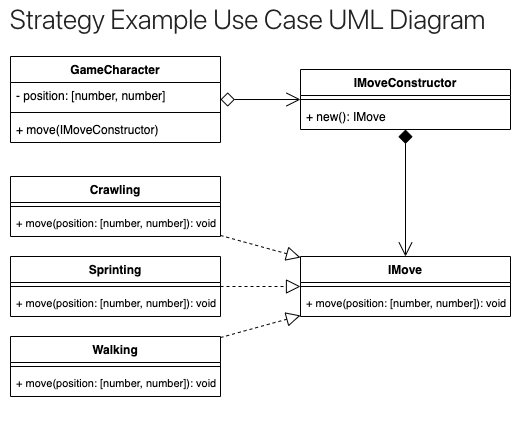 Strategy Example Use Case UML Diagram
GameCharacter
- position: [number, number]
+ move(IMoveConstructor)
IMoveConstructor
+ new(): IMove
Crawling
+ move(position: [number, number]): void
Sprinting
+ move(position: [number, number]): void
IMove
+ move(position: [number, number]): void
Walking
+ move(position: [number, number]): void